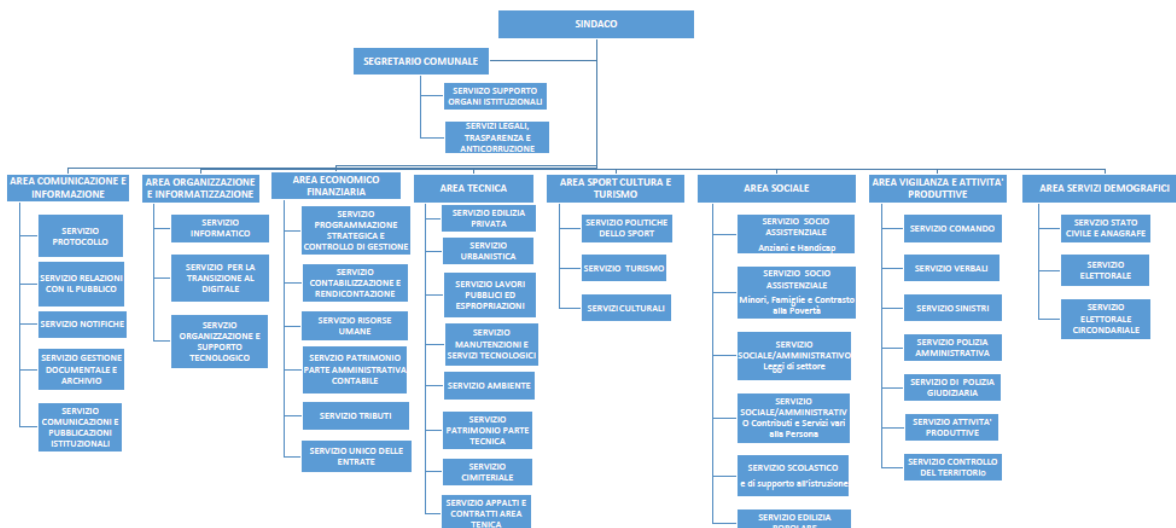 SINDACO
SEGRETARIO COMUNALE
SERVIIZO SUPPORTO
ORGANI ISTITUZIONALI
SERVIZI LEGALI,
TRASPARENZA E
ANTICORRUZIONE
AREA COMUNICAZIONE E
INFORMAZIONE
SERVIZIO
PROTOCOLLO
SERVIZIO RELAZIONI
CON IL PUBBLICO
SERVIZIO NOTIFICHE
SERVIZIO GESTIONE
DOCUMENTALE E
ARCHIVIO
SERVIZIO
COMUNICAZIONI E
PUBBLICAZIONI
ISTITUZIONALI
AREA ORGANIZZAZIONE
E INFORMATIZZAZIONE
SERVIZIO
INFORMATICO
SERVIZIO PER LA
TRANSIZIONE AL
DIGITALE
SERVZIO
ORGANIZZAZIONE E
SUPPORTO
TECNOLOGICO
AREA ECONOMICO
FINANZIARIA
SERVIZIO
PROGRAMMAZIONE
STRATEGICA E
CONTROLLO DI GESTIONE
SERVIZIO
CONTABILIZZAZIONE E
RENDICONTAZIONE
SERVIZIO RISORSE
UMANE
SERVZIO PATRIMONIO
PARTE AMMINISTRATIVA
CONTABILE
SERVIZIO TRIBUTI
SERVIZIO UNICO DELLE
ENTRATE
AREA TECNICA
SERVIZIO EDILIZIA
PRIVATA
SERVIZIO
URBANISTICA
SERVIZIO LAVORI
PUBBLICI ED
ESPROPRIAZIONI
SERVIZIO
MANUTENZIONI E
SERVIZI TECNOLOGICI
SERVIZIO AMBIENTE
SERVIZIO
PATRIMONIO PARTE
TECNICA
SERVIZIO
CIMITERIALE
SERVIZIO APPALTI E
CONTRATTI AREA
TENICA
AREA SPORT CULTURA E
TURISMO
SERVIZIO POLITICHE
DELLO SPORT
SERVIZIO TURISMO
SERVIZI CULTURALI
AREA SOCIALE
SERVIZIO SOCIO
ASSISTENZIALE
Anziani e Handicap
SERVIZIO SOCIO
ASSISTENZIALE
Minori, Famiglie e Contrasto
alla Povertà
SERVIZIO
SOCIALE/AMMINISTRATIVO
Leggi di settore
SERVIZIO
SOCIALE/AMMINISTRATIV
O Contributi e Servizi vari
alla Persona
SERVIZIO SCOLASTICO
e di supporto all'istruzione
SERVIZIO EDILIZIA
POPOLARE
AREA VIGILANZA E ATTIVITA'
PRODUTTIVE
SERVIZIO COMANDO
SERVIZIO VERBALI
SERVIZIO SINISTRI
SERVIZIO POLIZIA
AMMINISTRATIVA
SERVIZIO DI POLIZIA
GIUDIZIARIA
SERVIZIO ATTIVITA'
PRODUTTIVE
SERVIZIO CONTROLLO
DEL TERRITORIo
AREA SERVIZI DEMOGRAFICI
SERVIZIO STATO
CIVILE E ANAGRAFE
SERVIZIO
ELETTORALE
SERVIZIO
ELETTORALE
CIRCONDARIALE